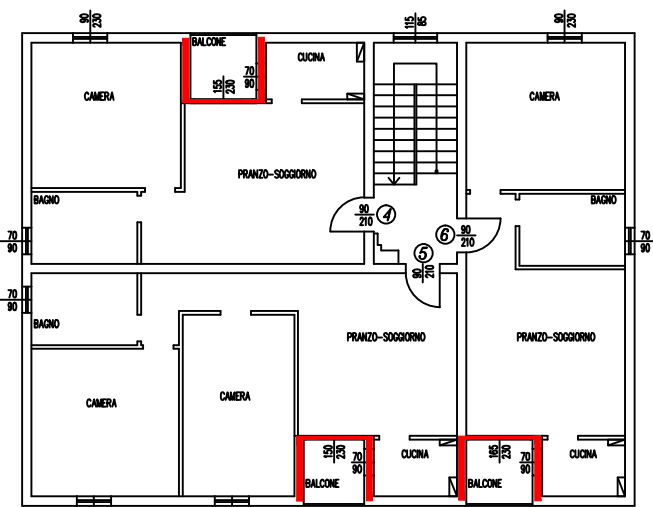 90
230
115
85
90
230
BALCONE
CUCINA
70
90
155
230
CAMERA
CAMERA
PRANZO-SOGGIORNO
BAGNO
BAGNO
90
210
4
6
90
210
70
90
70
90
5
90
210
70
90
BAGNO
PRANZO-SOGGIORNO
PRANZO-SOGGIORNO
CAMERA
CAMERA
150
230
70
90
CUCINA
165
230
70
90
CUCINA
BALCONE
BALCONE